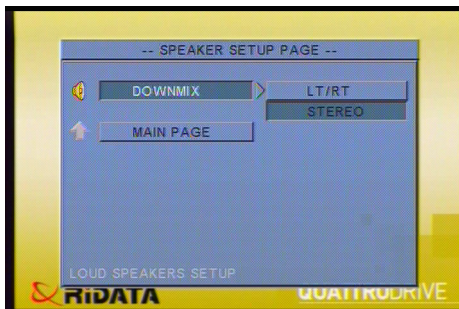 -- SPEAKER SETUP PAGE --
DOWNMIX
LT/RT
STEREO
MAIN PAGE
LOUD SPEAKERS SETUP
RiDATA
QUATTRODRIVE